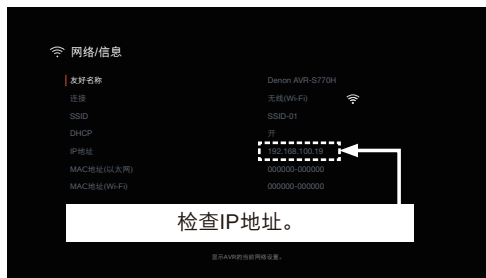 网络/信息
友好名称 Denon AVR-S770H
连接 无线(Wi-Fi)
SSID SSID-01
DHCP 开
IP地址 192.168.100.19
MAC地址(以太网) 000000-000000
MAC地址(Wi-Fi) 000000-000000
检查IP地址。
显示AVR的当前网络设置。